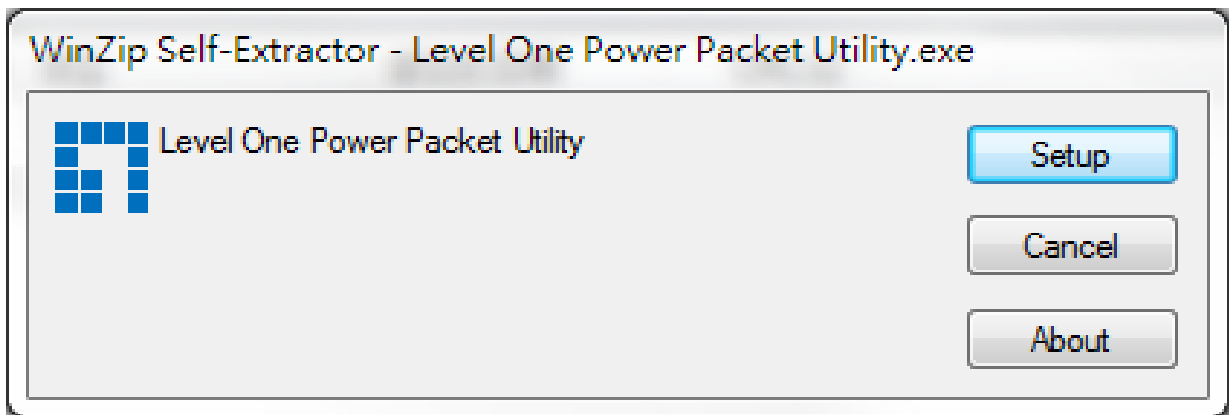 WinZip Self-Extractor - Level One Power Packet Utility.exe
Level One Power Packet Utility
Setup
Cancel
About